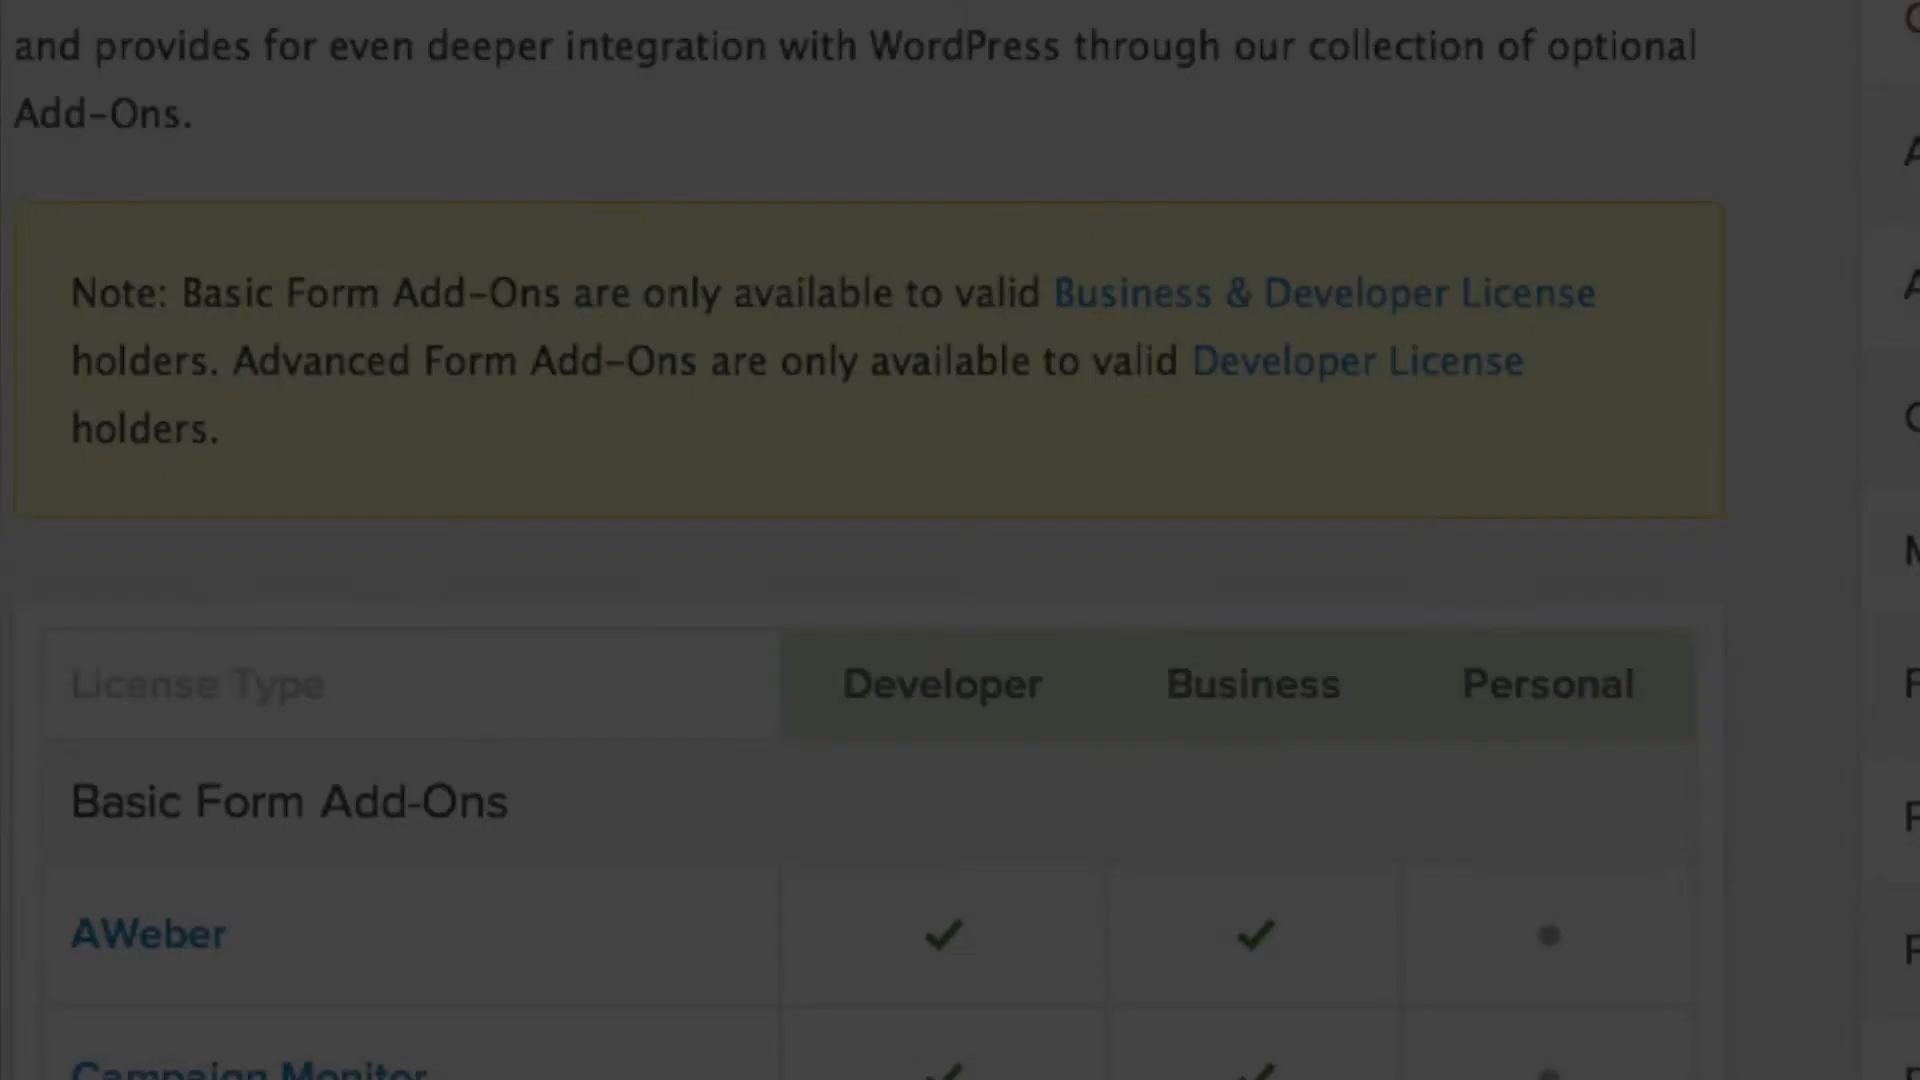 and provides for even deeper integration with WordPress through our collection of optional
Add-Ons.
Note: Basic Form Add-Ons are only available to valid Business & Developer License
holders. Advanced Form Add-Ons are only available to valid Developer License
holders.
License Type Developer Business Personal
Basic Form Add-Ons
AWeber
Campaign Monitor